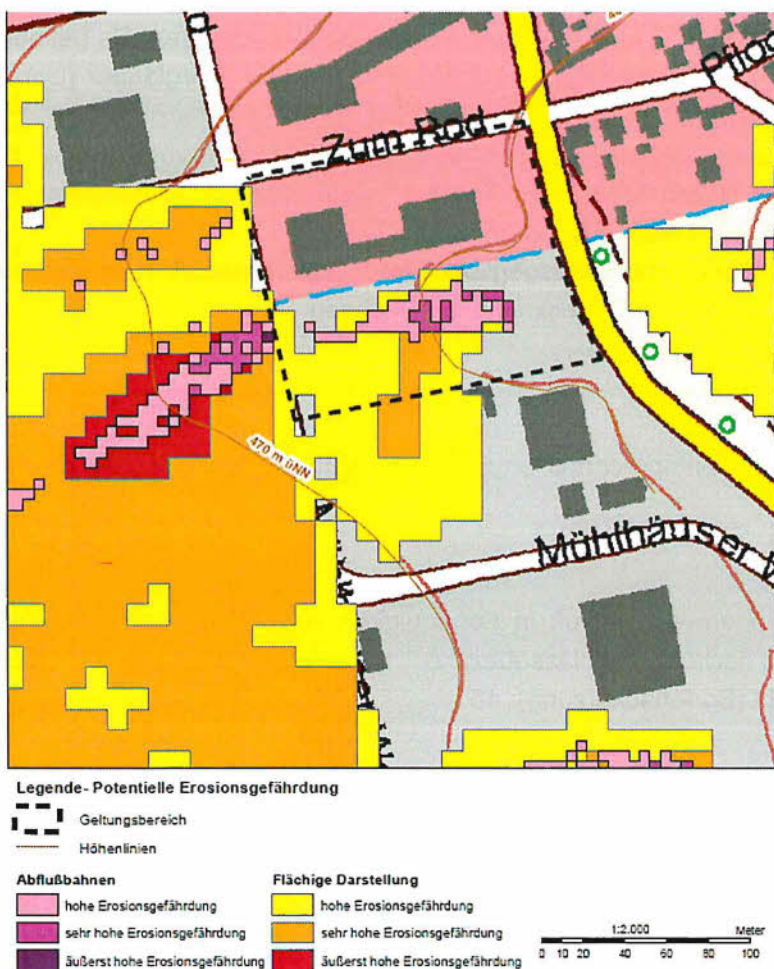 Zum Rod
470 m üNN
Mühlhäuser
Legende- Potentielle Erosionsgefährdung
Geltungsbereich
Höhenlinien
Abflußbahnen
Flächige Darstellung
hohe Erosionsgefährdung
hohe Erosionsgefährdung
sehr hohe Erosionsgefährdung
sehr hohe Erosionsgefährdung
äußerst hohe Erosionsgefährdung
äußerst hohe Erosionsgefährdung
1:2.000
Meter
0 10 20 40 60 80 100